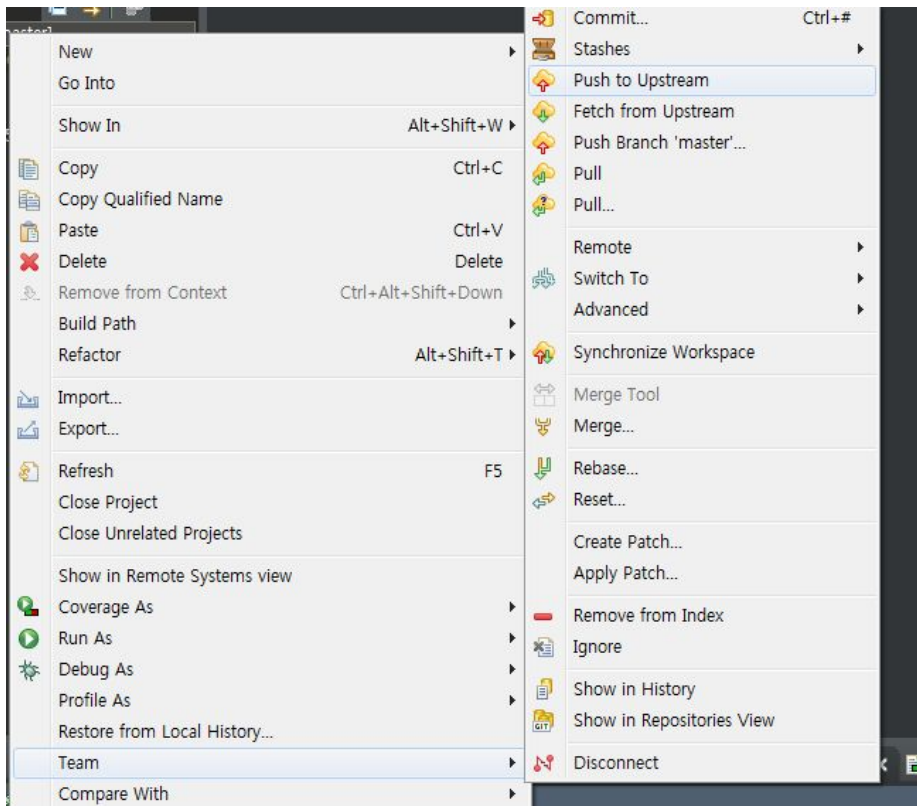 New
Go Into
Show In Alt+Shift+W
Copy Ctrl+C
Copy Qualified Name
Paste Ctrl+V
Delete Delete
Remove from Context Ctrl+Alt+Shift+Down
Build Path
Refactor Alt+Shift+T
Import...
Export...
Refresh F5
Close Project
Close Unrelated Projects
Show in Remote Systems view
Coverage As
Run As
Debug As
Profile As
Restore from Local History...
Team
Compare With
Commit... Ctrl+#
Stashes
Push to Upstream
Fetch from Upstream
Push Branch 'master'...
Pull
Pull...
Remote
Switch To
Advanced
Synchronize Workspace
Merge Tool
Merge...
Rebase...
Reset...
Create Patch...
Apply Patch...
Remove from Index
Ignore
Show in History
Show in Repositories View
Disconnect